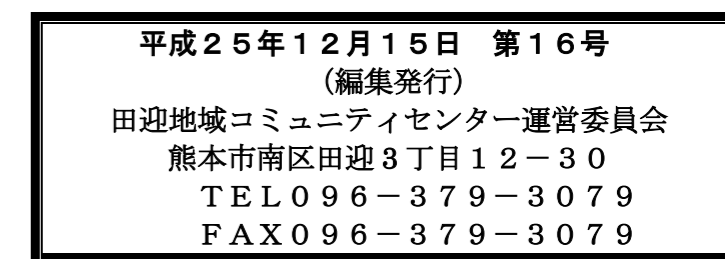 平成２５年１２月１５日　第１６号
（編集発行）
田迎地域コミュニティセンター運営委員会
熊本市南区田迎３丁目１２－３０
ＴＥＬ０９６－３７９－３０７９
ＦＡＸ０９６－３７９－３０７９